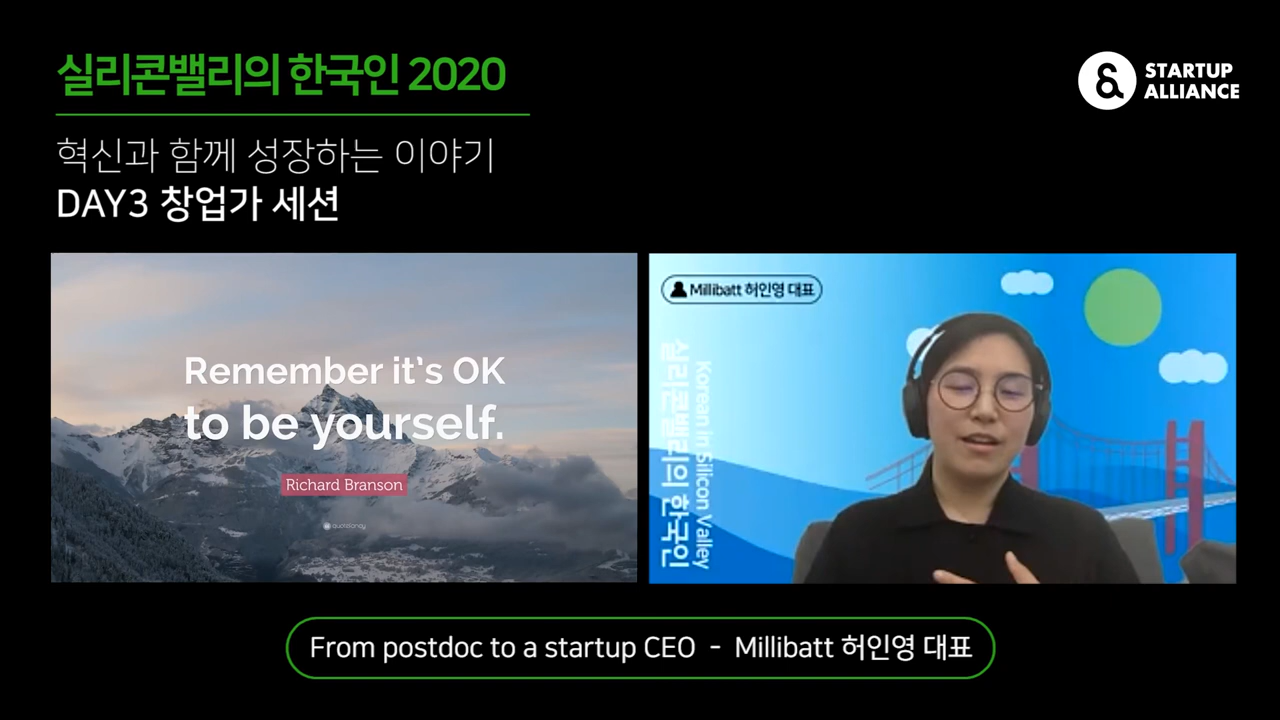 실리콘밸리의 한국인 2020
STARTUP
ALLIANCE
혁신과 함께 성장하는 이야기
DAY3 창업가 세션
Remember it's OK
to be yourself.
Richard Branson
quotefancy
Millibatt 허인영 대표
Korean in Silicon Valley
실리콘밸리의 한국인
From postdoc to a startup CEO - Millibatt 허인영 대표